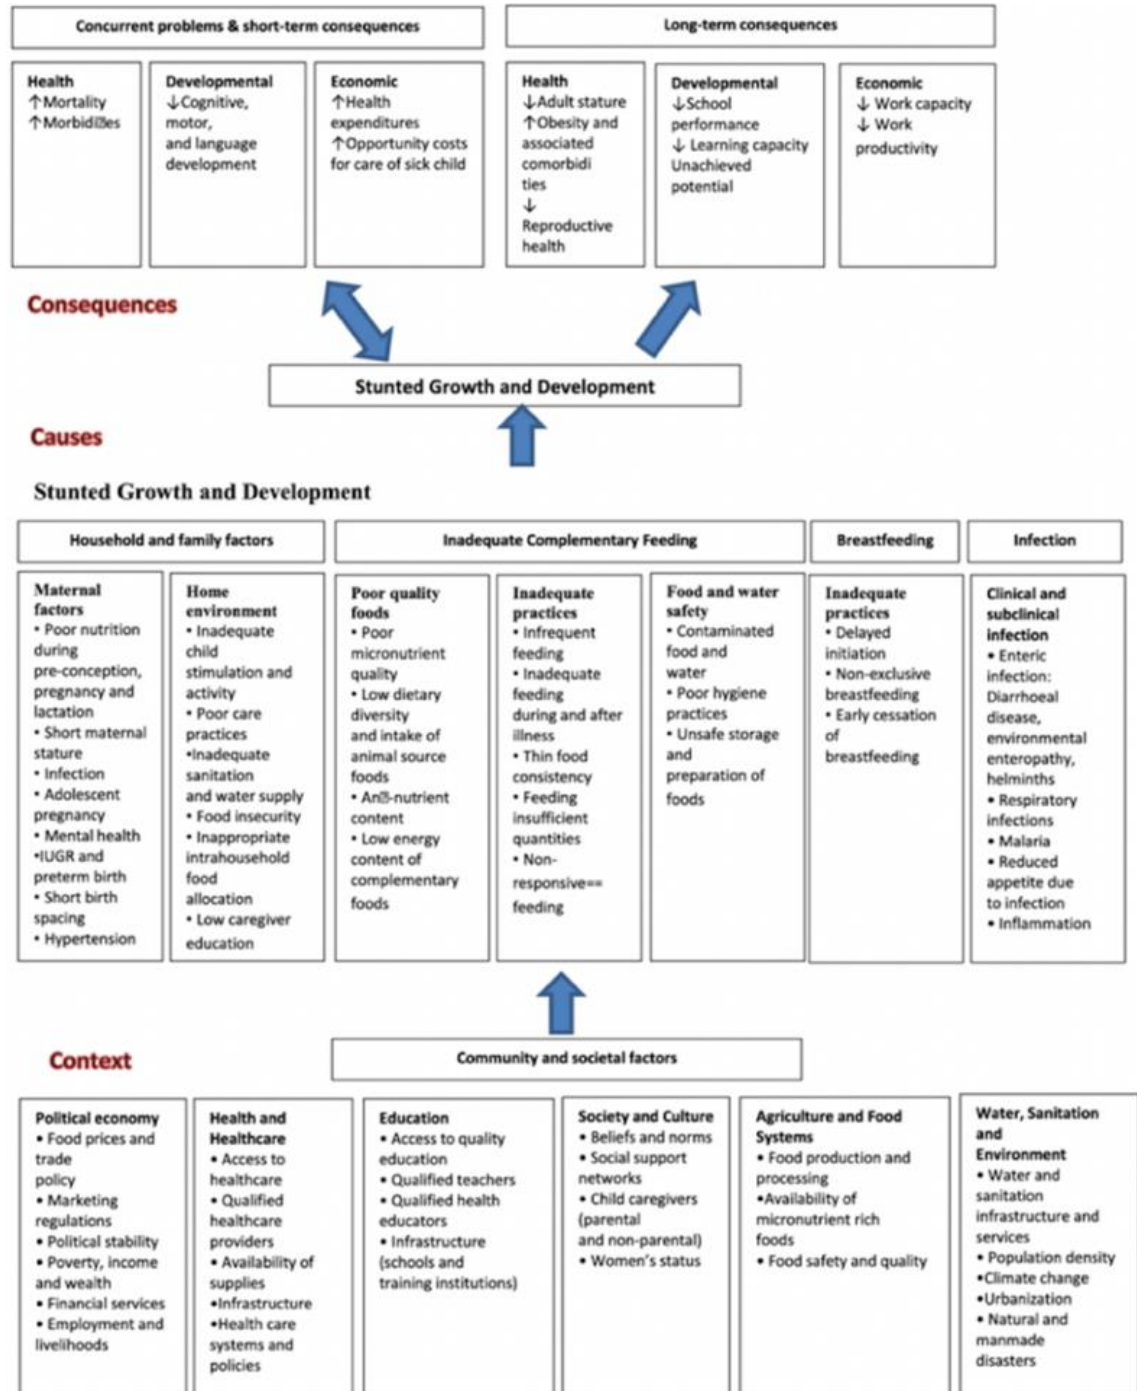 Concurrent problems & short-term consequences
Long-term consequences
Health
↑Mortality
↑Morbidi⍰es
Developmental
↓Cognitive,
motor,
and language
development
Economic
↑Health
expenditures
↑Opportunity costs
for care of sick child
Health
↓Adult stature
↑Obesity and
associated
comorbidi
ties
↓
Reproductive
health
Developmental
↓School
performance
↓ Learning capacity
Unachieved
potential
Economic
↓ Work capacity
↓ Work
productivity
Consequences
Stunted Growth and Development
Causes
Stunted Growth and Development
Household and family factors
Inadequate Complementary Feeding
Breastfeeding
Infection
Maternal
factors
• Poor nutrition
during
pre-conception,
pregnancy and
lactation
• Short maternal
stature
• Infection
• Adolescent
pregnancy
• Mental health
•IUGR and
preterm birth
• Short birth
spacing
• Hypertension
Home
environment
• Inadequate
child
stimulation and
activity
• Poor care
practices
•Inadequate
sanitation
and water supply
• Food insecurity
• Inappropriate
intrahousehold
food
allocation
• Low caregiver
education
Poor quality
foods
• Poor
micronutrient
quality
• Low dietary
diversity
and intake of
animal source
foods
• An⍰-nutrient
content
• Low energy
content of
complementary
foods
Inadequate
practices
• Infrequent
feeding
• Inadequate
feeding
during and after
illness
• Thin food
consistency
• Feeding
insufficient
quantities
• Non-
responsive==
feeding
Food and water
safety
• Contaminated
food and
water
• Poor hygiene
practices
• Unsafe storage
and
preparation of
foods
Inadequate
practices
• Delayed
initiation
• Non-exclusive
breastfeeding
• Early cessation
of
breastfeeding
Clinical and
subclinical
infection
• Enteric
infection:
Diarrhoeal
disease,
environmental
enteropathy,
helminths
• Respiratory
infections
• Malaria
• Reduced
appetite due
to infection
• Inflammation
Context
Community and societal factors
Political economy
• Food prices and
trade
policy
• Marketing
regulations
• Political stability
• Poverty, income
and wealth
• Financial services
• Employment and
livelihoods
Health and
Healthcare
• Access to
healthcare
• Qualified
healthcare
providers
• Availability of
supplies
•Infrastructure
•Health care
systems and
policies
Education
• Access to quality
education
• Qualified teachers
• Qualified health
educators
• Infrastructure
(schools and
training institutions)
Society and Culture
• Beliefs and norms
• Social support
networks
• Child caregivers
(parental
and non-parental)
• Women's status
Agriculture and Food
Systems
• Food production and
processing
•Availability of
micronutrient rich
foods
• Food safety and quality
Water, Sanitation
and
Environment
• Water and
sanitation
infrastructure and
services
• Population density
•Climate change
•Urbanization
• Natural and
manmade
disasters